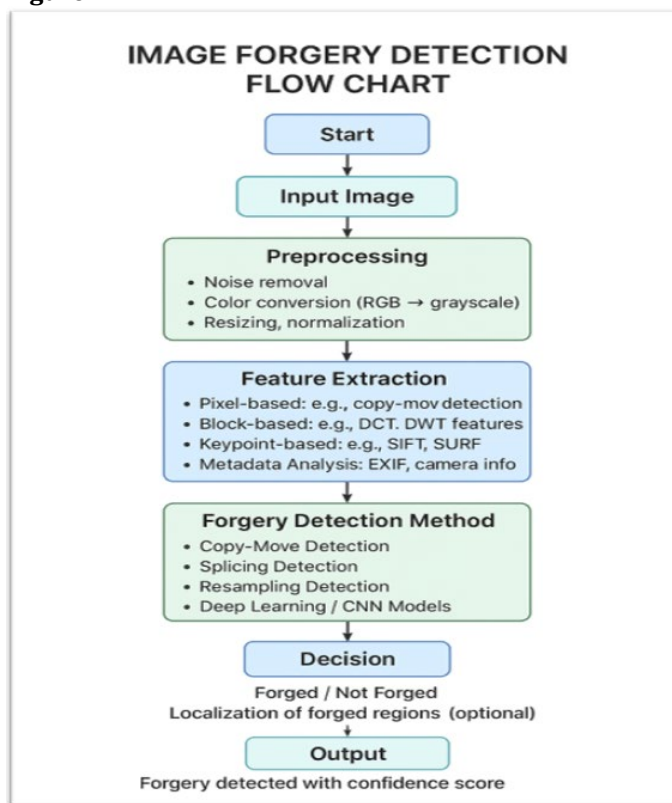 IMAGE FORGERY DETECTION
FLOW CHART
Start
Input Image
Preprocessing
• Noise removal
• Color conversion (RGB → grayscale)
• Resizing, normalization
Feature Extraction
• Pixel-based: e.g., copy-mov detection
• Block-based: e.g., DCT. DWT features
• Keypoint-based: e.g., SIFT, SURF
• Metadata Analysis: EXIF, camera info
Forgery Detection Method
• Copy-Move Detection
• Splicing Detection
• Resampling Detection
• Deep Learning / CNN Models
Decision
Forged / Not Forged
Localization of forged regions (optional)
Output
Forgery detected with confidence score